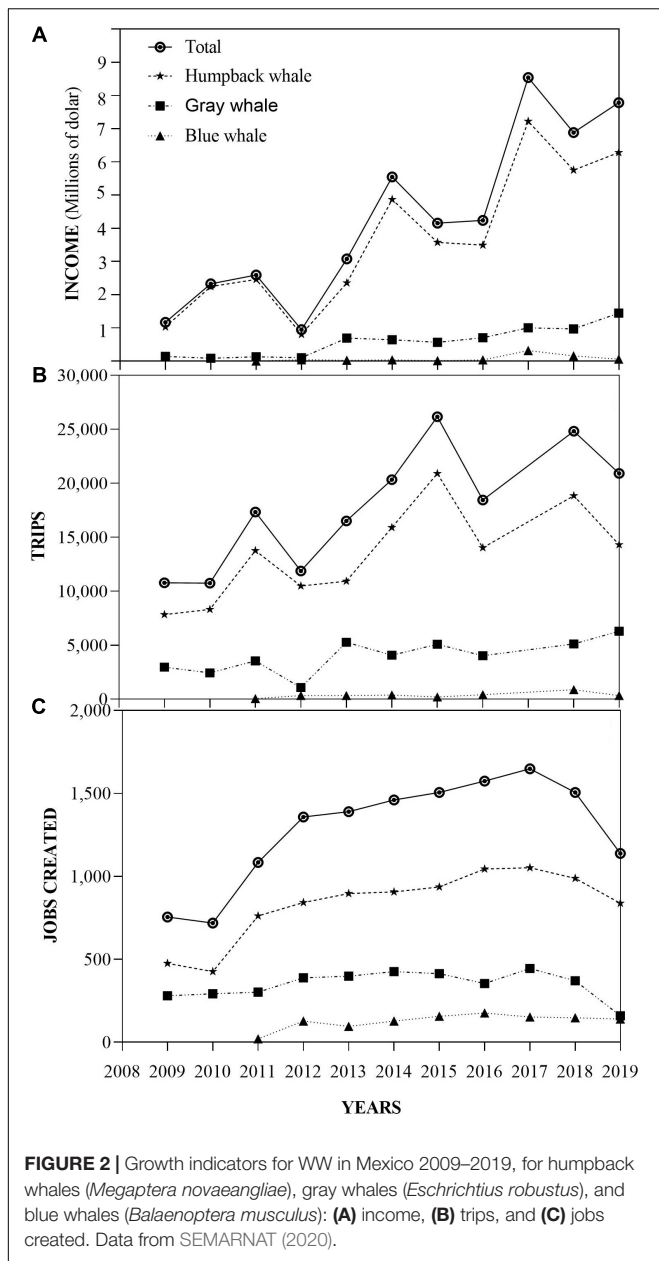 A
Total
Humpback whale
Gray whale
Blue whale
INCOME (Millions of dolar)
9
8
7
6
5
4
3
2
1
B
30,000
25,000
20,000
15,000
10,000
5,000
0
TRIPS
C
2,000
1,500
1,000
500
0
JOBS CREATED
2008 2009 2010 2011 2012 2013 2014 2015 2016 2017 2018 2019
YEARS
FIGURE 2 | Growth indicators for WW in Mexico 2009–2019, for humpback
whales (Megaptera novaeangliae), gray whales (Eschrichtius robustus), and
blue whales (Balaenoptera musculus): (A) income, (B) trips, and (C) jobs
created. Data from SEMARNAT (2020).